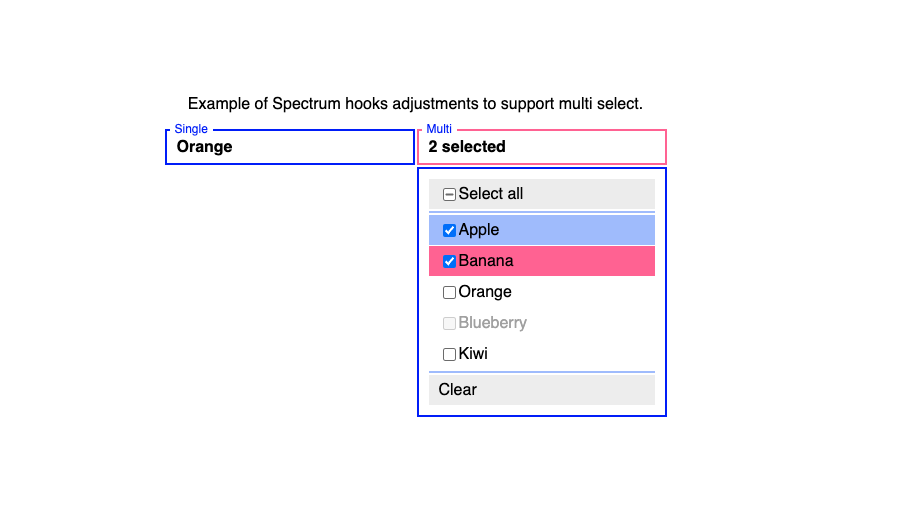 Example of Spectrum hooks adjustments to support multi select.
Single
Orange
Multi
2 selected
Select all
Apple
Banana
Orange
Blueberry
Kiwi
Clear